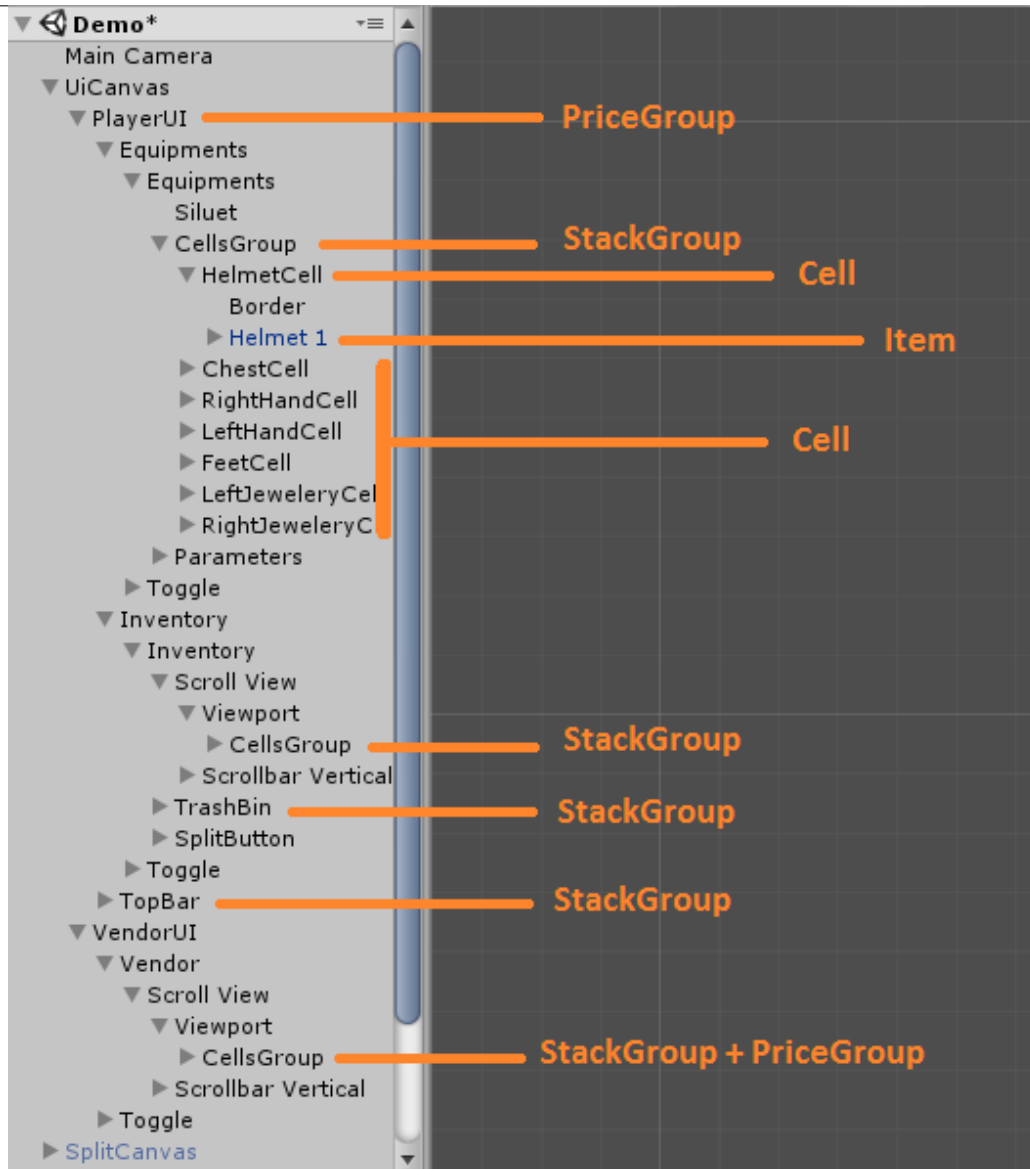 Demo*
Main Camera
UiCanvas
PlayerUI PriceGroup
Equipments
Equipments
Siluet
CellsGroup StackGroup
HelmetCell Cell
Border
Helmet 1 Item
ChestCell
RightHandCell
LeftHandCell Cell
FeetCell
LeftJeweleryCel
RightJeweleryC
Parameters
Toggle
Inventory
Inventory
Scroll View
Viewport
CellsGroup StackGroup
Scrollbar Vertical
TrashBin StackGroup
SplitButton
Toggle
TopBar StackGroup
VendorUI
Vendor
Scroll View
Viewport
CellsGroup StackGroup + PriceGroup
Scrollbar Vertical
Toggle
SplitCanvas